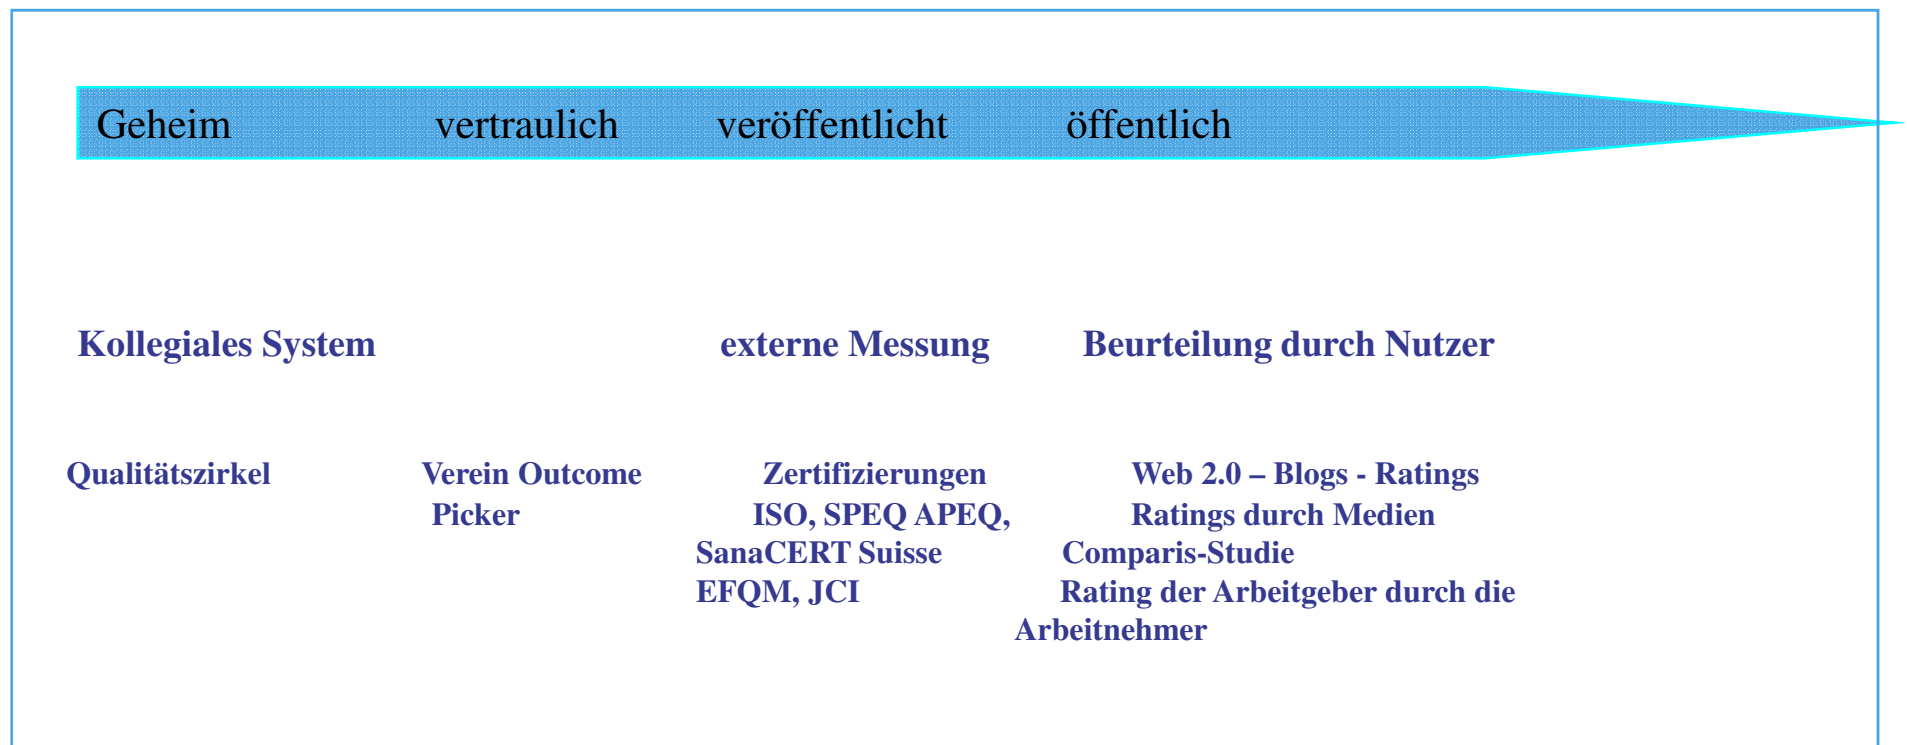 Geheim vertraulich veröffentlicht öffentlich
Kollegiales System externe Messung Beurteilung durch Nutzer
Qualitätszirkel Verein Outcome Zertifizierungen Web 2.0 – Blogs - Ratings
Picker ISO, SPEQ APEQ, Ratings durch Medien
SanaCERT Suisse Comparis-Studie
EFQM, JCI Rating der Arbeitgeber durch die
Arbeitnehmer